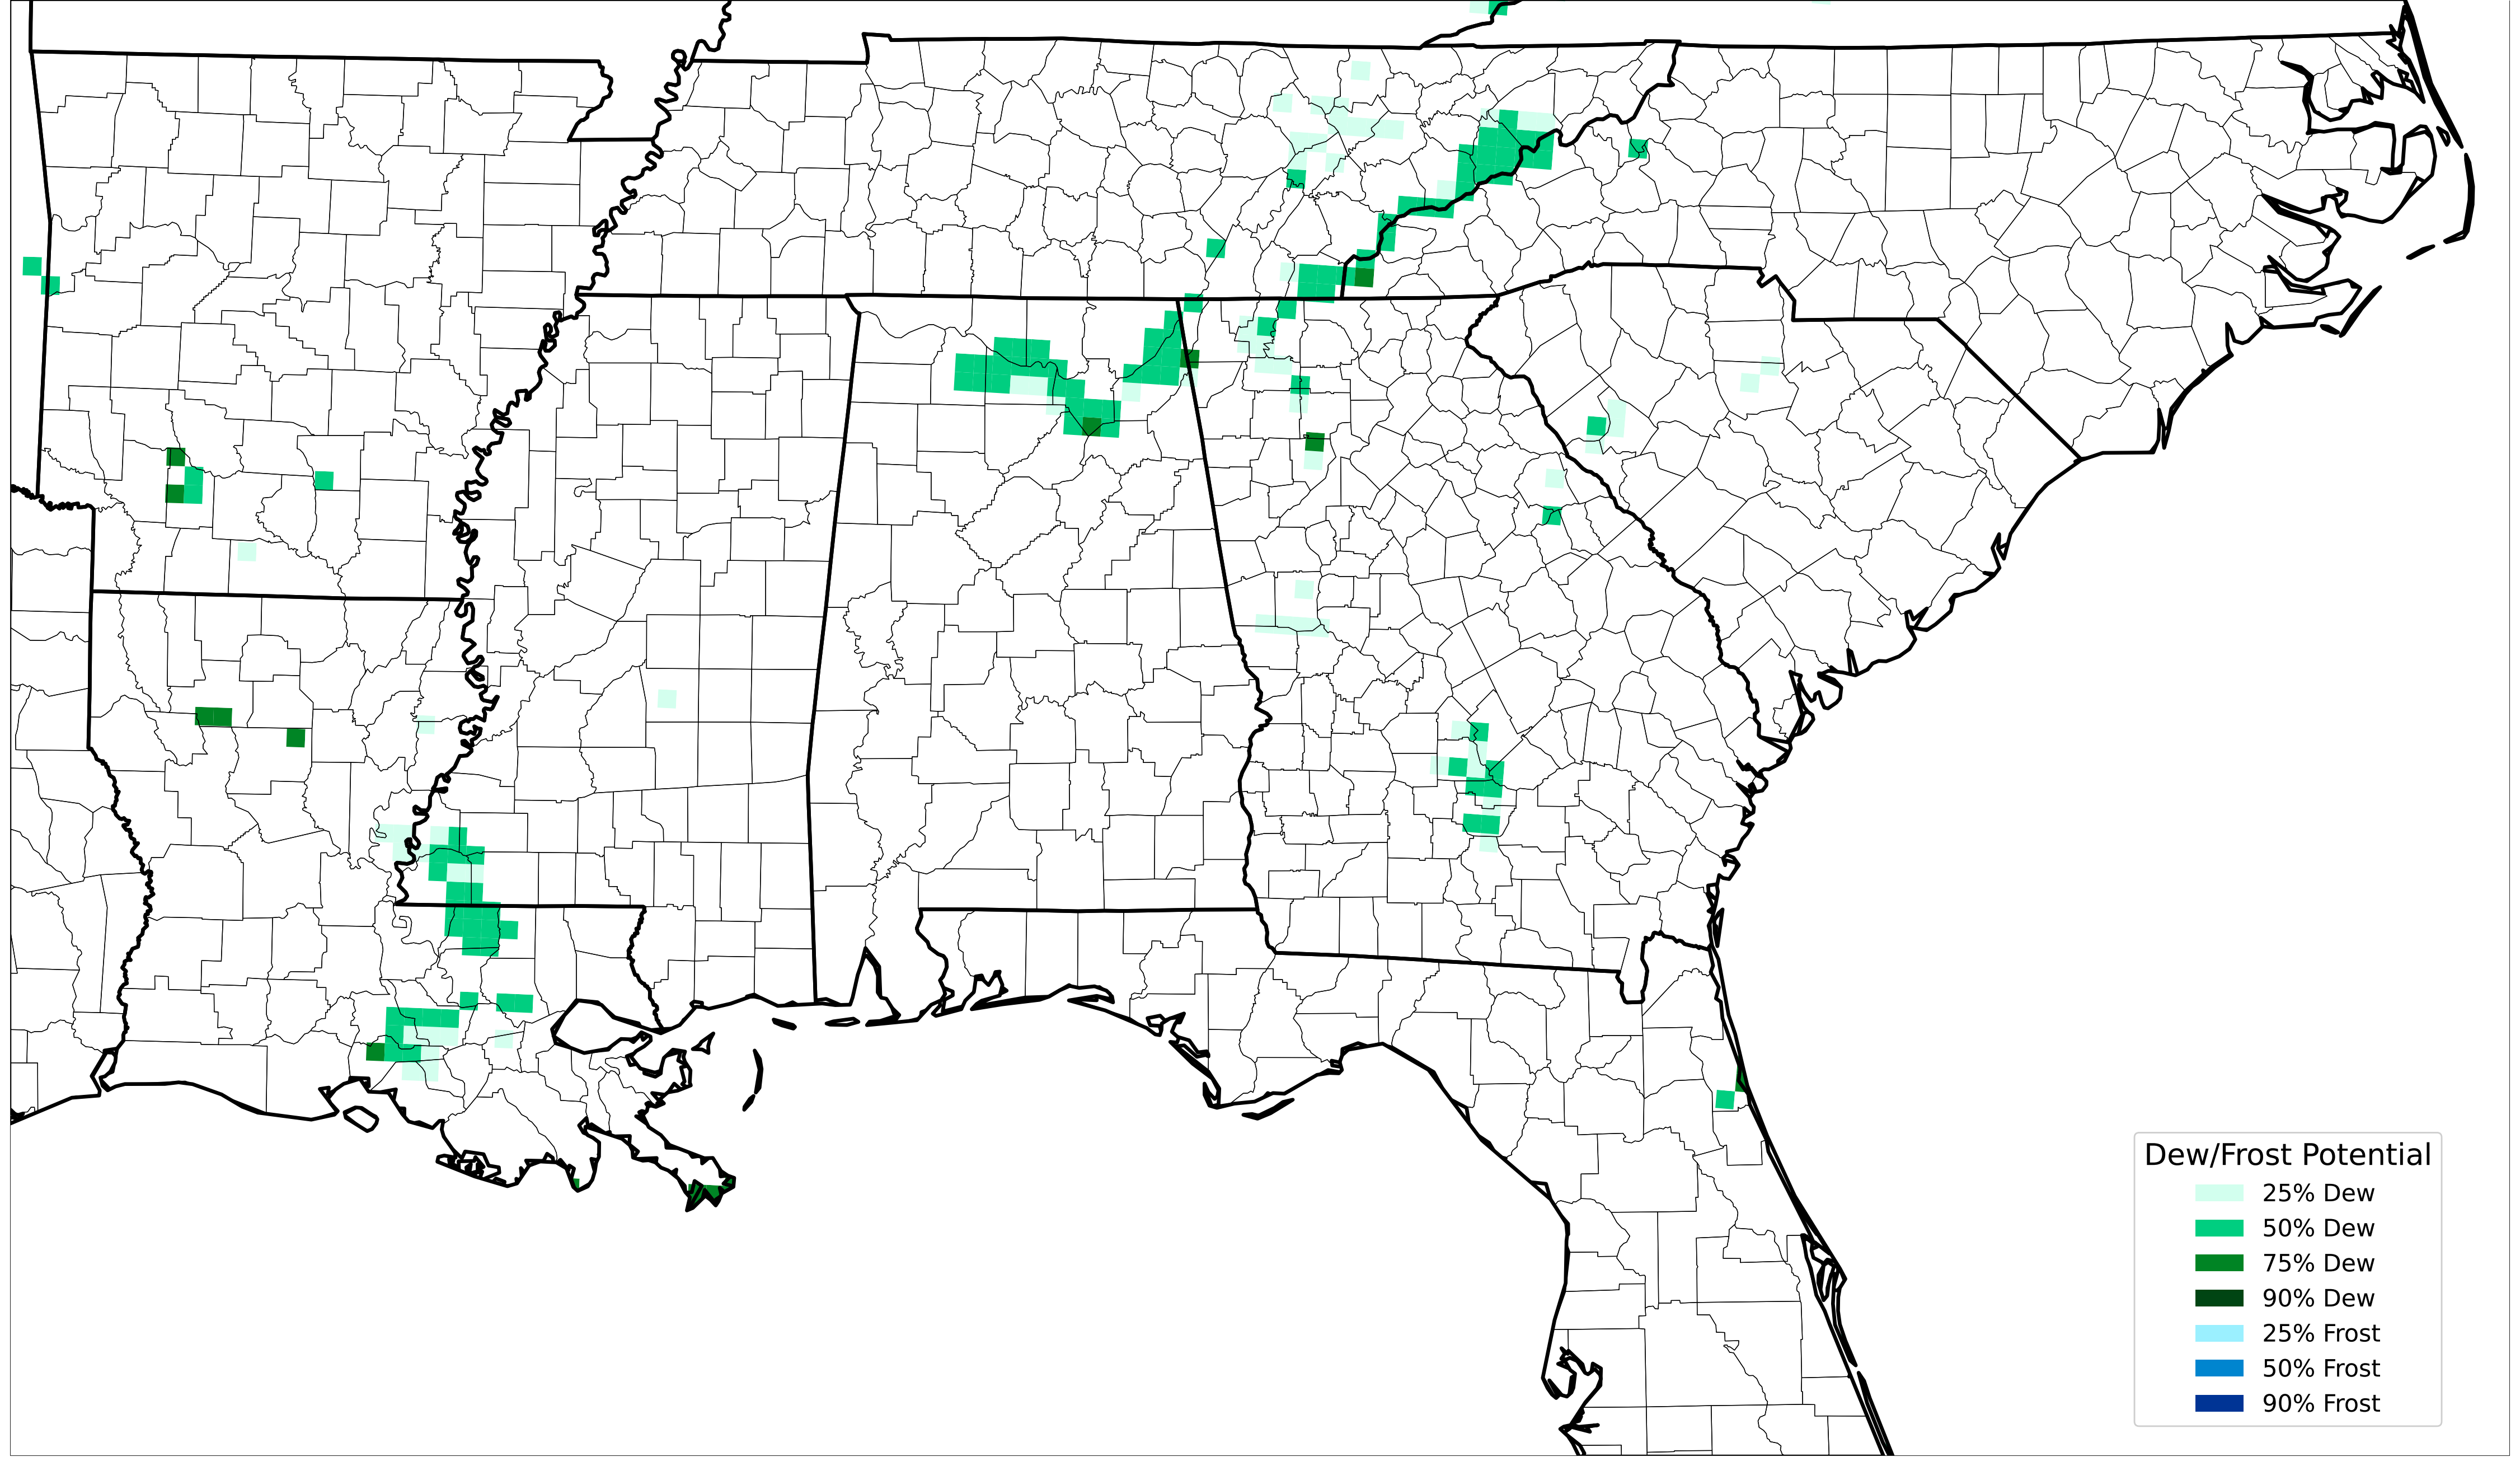 Dew/Frost Potential
25% Dew
50% Dew
75% Dew
90% Dew
25% Frost
50% Frost
90% Frost